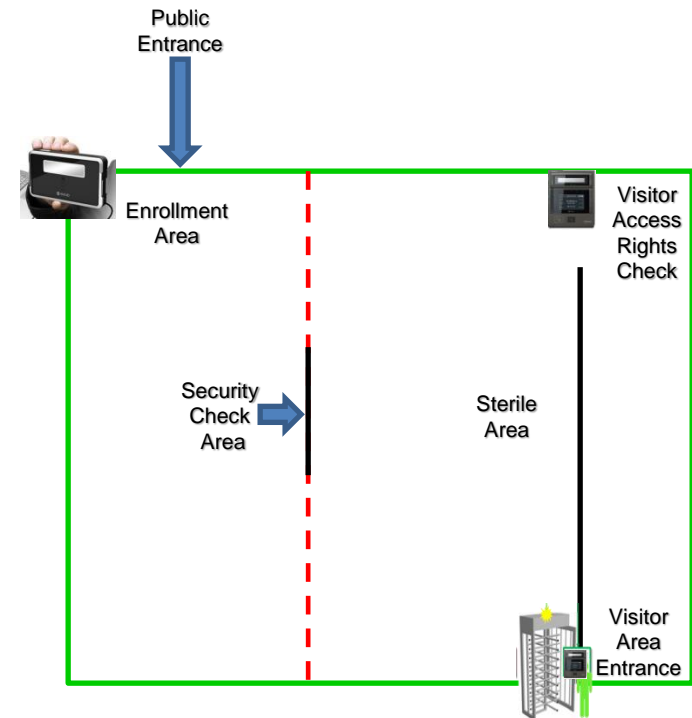 Public
Entrance
Enrollment
Area
Visitor
Access
Rights
Check
Security
Check
Area
Sterile
Area
Visitor
Area
Entrance